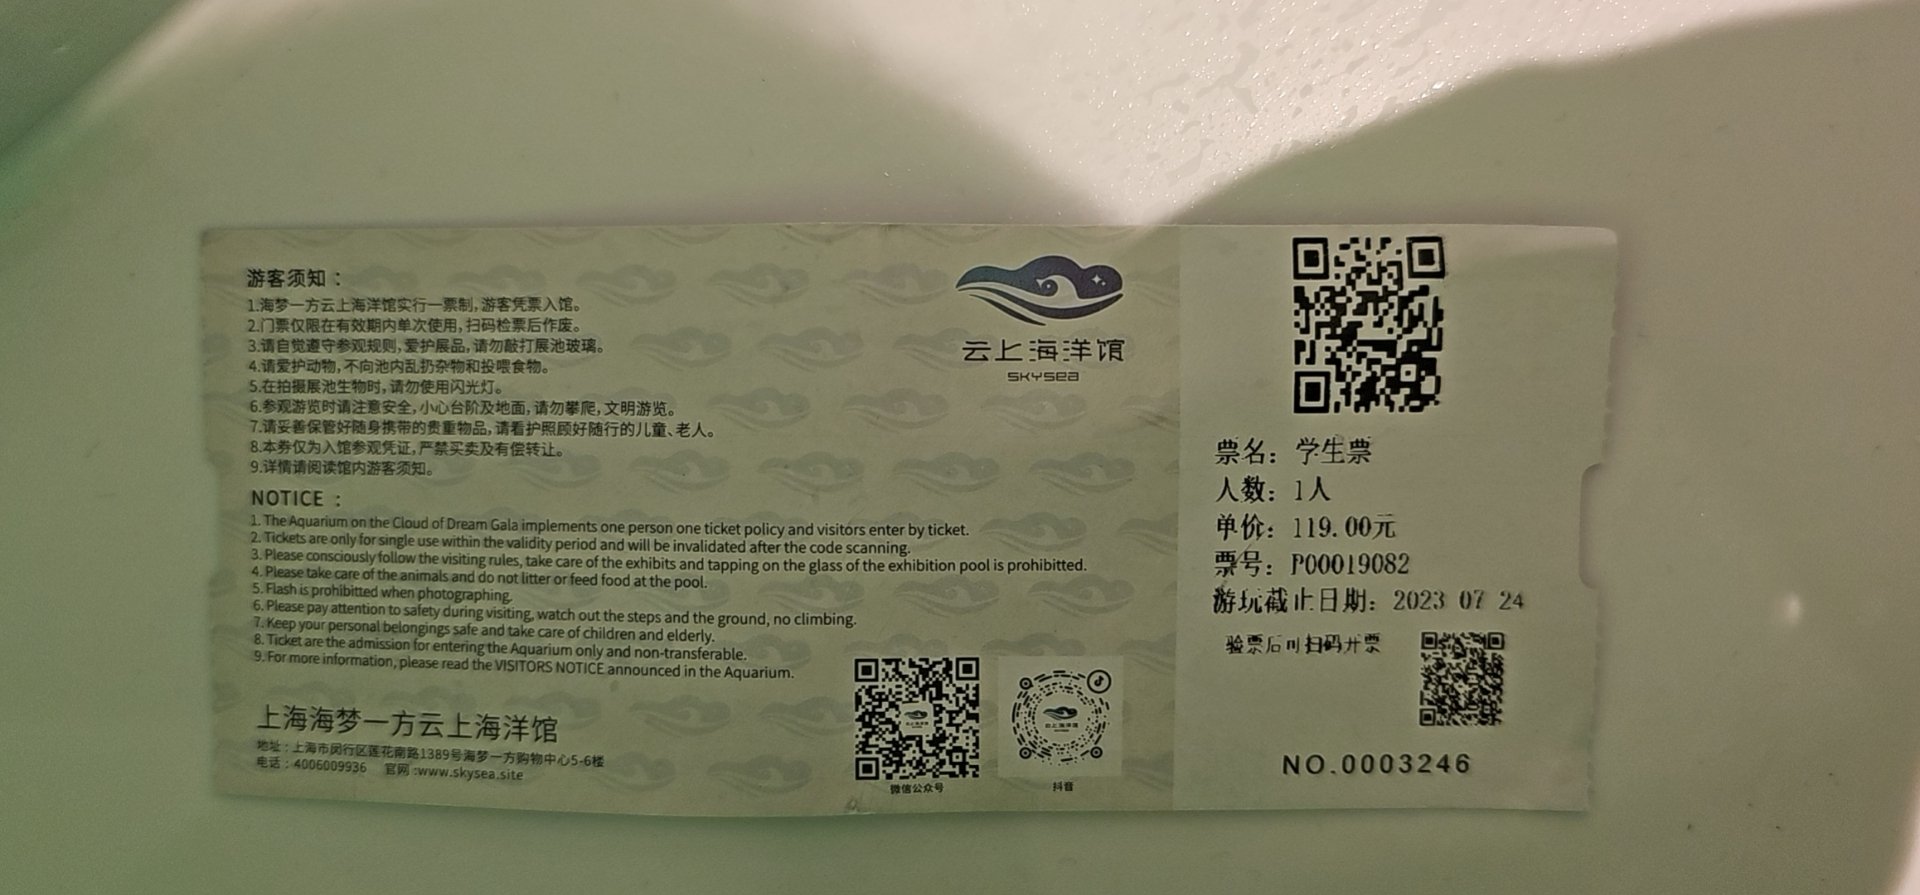 游客须知：
1.海梦一方云上海洋馆实行一票制,游客凭票入馆。
2.门票仅限在有效期内单次使用,扫码检票后作废。
3.请自觉遵守参观规则,爱护展品,请勿敲打展池玻璃。
4.请爱护动物,不向池内乱扔杂物和投喂食物。
5.在拍摄展池生物时,请勿使用闪光灯。
6.参观游览时请注意安全,小心台阶及地面,请勿攀爬,文明游览。
7.请妥善保管好随身携带的贵重物品,请看护照顾好随行的儿童、老人。
8.本券仅为入馆参观凭证,严禁买卖及有偿转让。
9.详情请阅读馆内游客须知。
NOTICE：
1. The Aquarium on the Cloud of Dream Gala implements one person one ticket policy and visitors enter by ticket.
2. Tickets are only for single use within the validity period and will be invalidated after the code scanning.
3. Please consciously follow the visiting rules, take care of the exhibits and tapping on the glass of the exhibition pool is prohibitted.
4. Please take care of the animals and do not litter or feed food at the pool.
5. Flash is prohibitted when photographing.
6. Please pay attention to safety during visiting, watch out the steps and the ground, no climbing.
7. Keep your personal belongings safe and take care of children and elderly.
8. Ticket are the admission for entering the Aquarium only and non-transferable.
9. For more information, please read the VISITORS NOTICE announced in the Aquarium.
上海海梦一方云上海洋馆
地址：上海市闵行区莲花南路1389号海梦一方购物中心5-6楼
电话：4006009936 官网:www.skysea.site
云上海洋馆
SKYSEA
微信公众号
抖音
票名：学生票
人数：1人
单价：119.00元
票号：P00019082
游玩截止日期：2023 07 24
验票后可扫码开票
NO.0003246